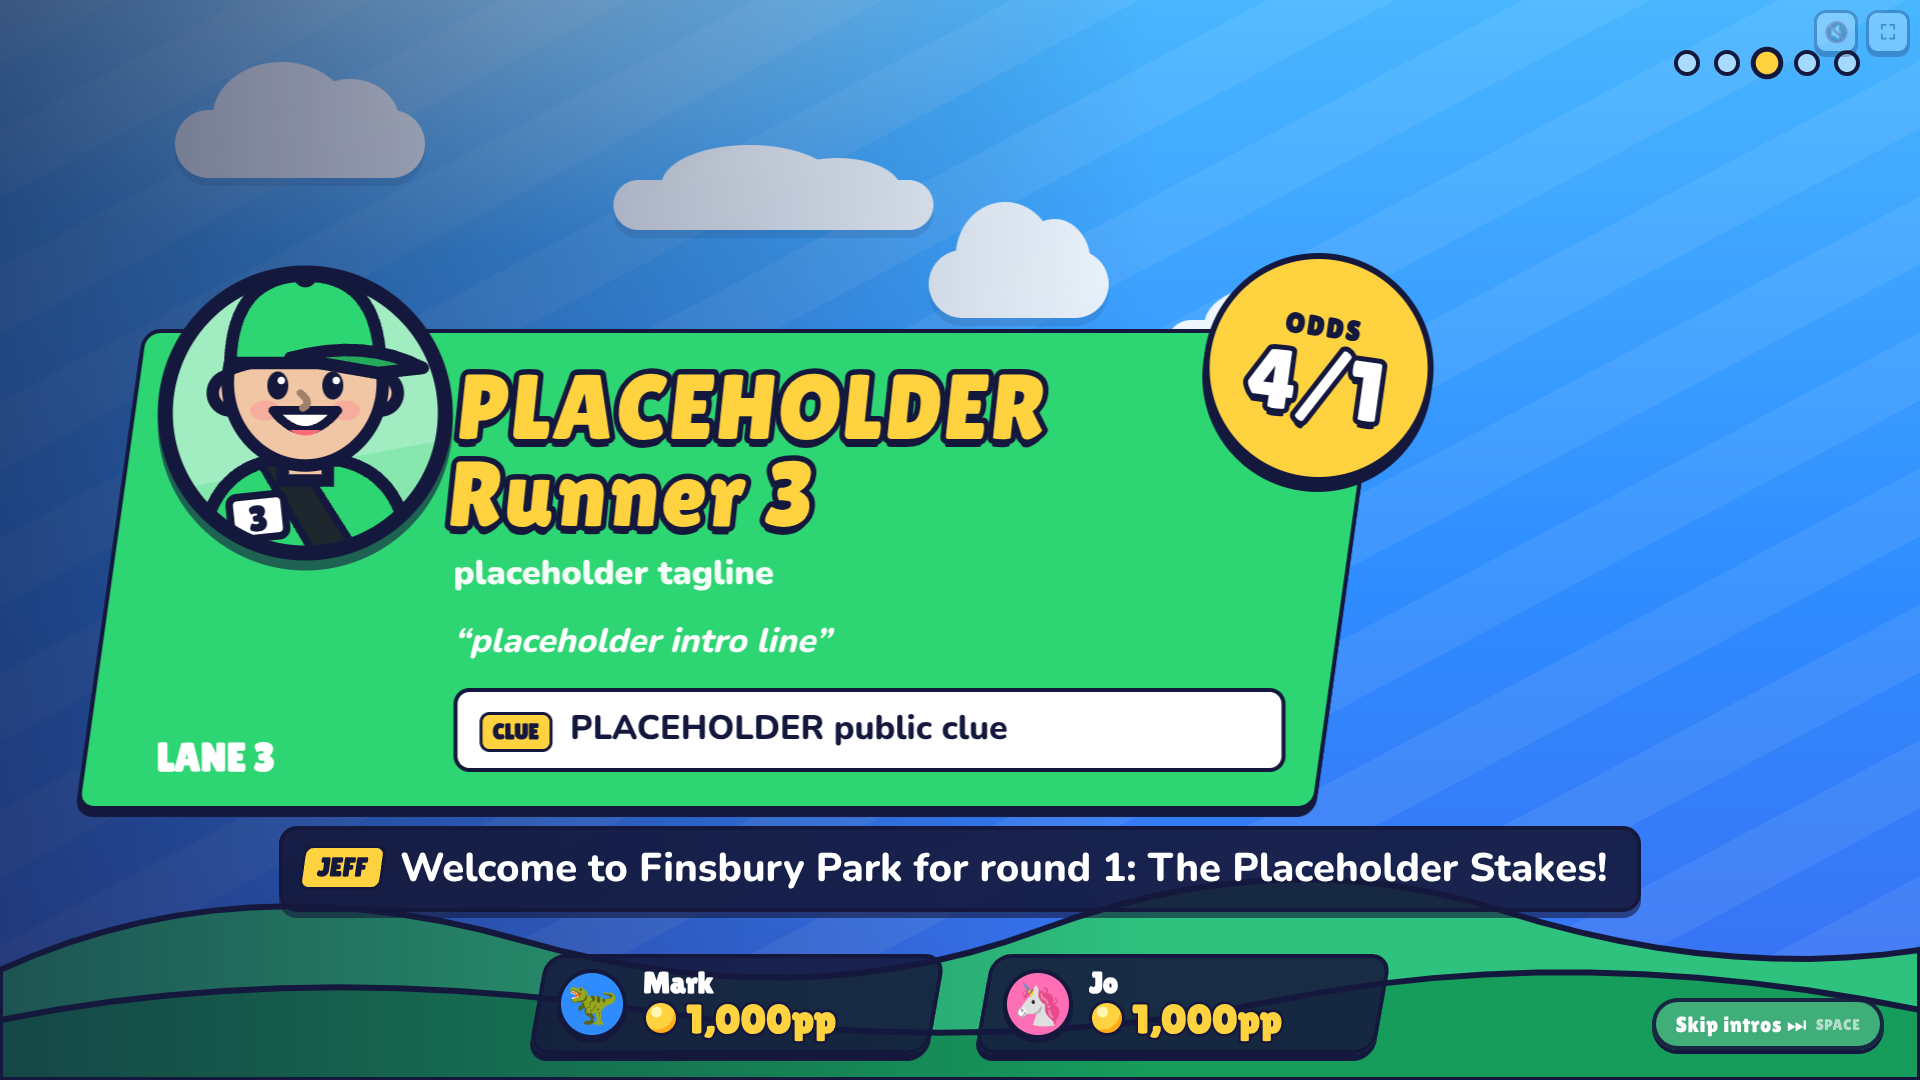 ODDS
4/1
PLACEHOLDER
Runner 3
3
placeholder tagline
“placeholder intro line”
CLUE PLACEHOLDER public clue
LANE 3
JEFF Welcome to Finsbury Park for round 1: The Placeholder Stakes!
Mark
1,000pp
Jo
1,000pp
Skip intros SPACE